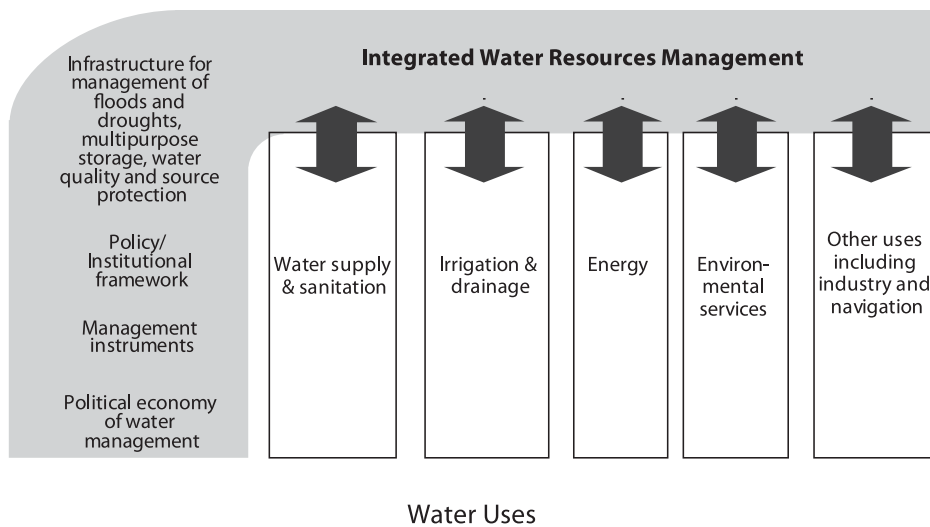 Integrated Water Resources Management
Infrastructure for
management of
floods and
droughts,
multipurpose
storage, water
quality and source
protection
Policy/
Institutional
framework
Management
instruments
Political economy
of water
management
Water supply
& sanitation
Irrigation &
drainage
Energy
Environ-
mental
services
Other uses
including
industry and
navigation
Water Uses